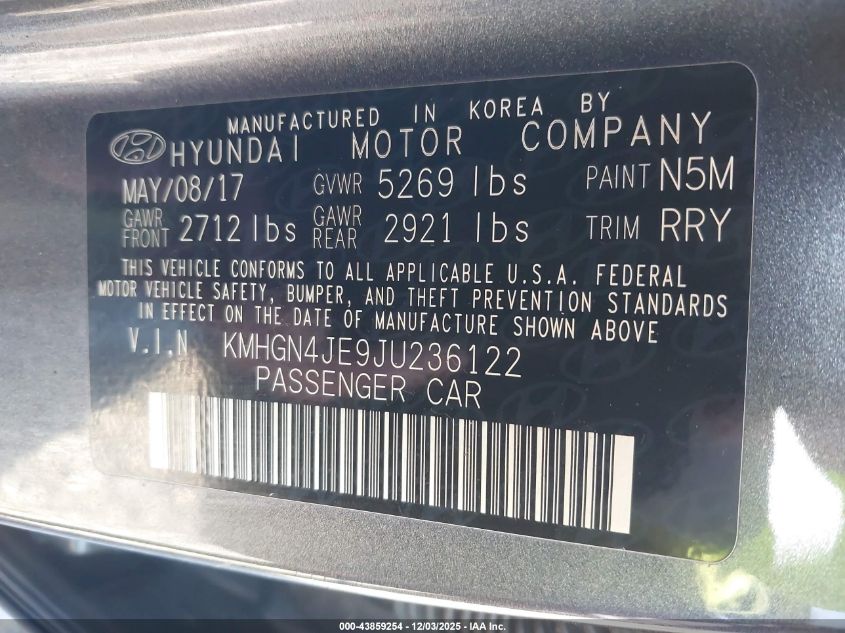 MANUFACTURED IN KOREA BY
HYUNDAI MOTOR COMPANY
MAY/08/17 GVWR 5269 lbs PAINT N5M
GAWR FRONT 2712 lbs GAWR REAR 2921 lbs TRIM RRY
THIS VEHICLE CONFORMS TO ALL APPLICABLE U.S.A. FEDERAL
MOTOR VEHICLE SAFETY, BUMPER, AND THEFT PREVENTION STANDARDS
IN EFFECT ON THE DATE OF MANUFACTURE SHOWN ABOVE
V.I.N KMHGN4JE9JU236122
PASSENGER CAR
000-43859254 - 12/03/2025 - IAA Inc.